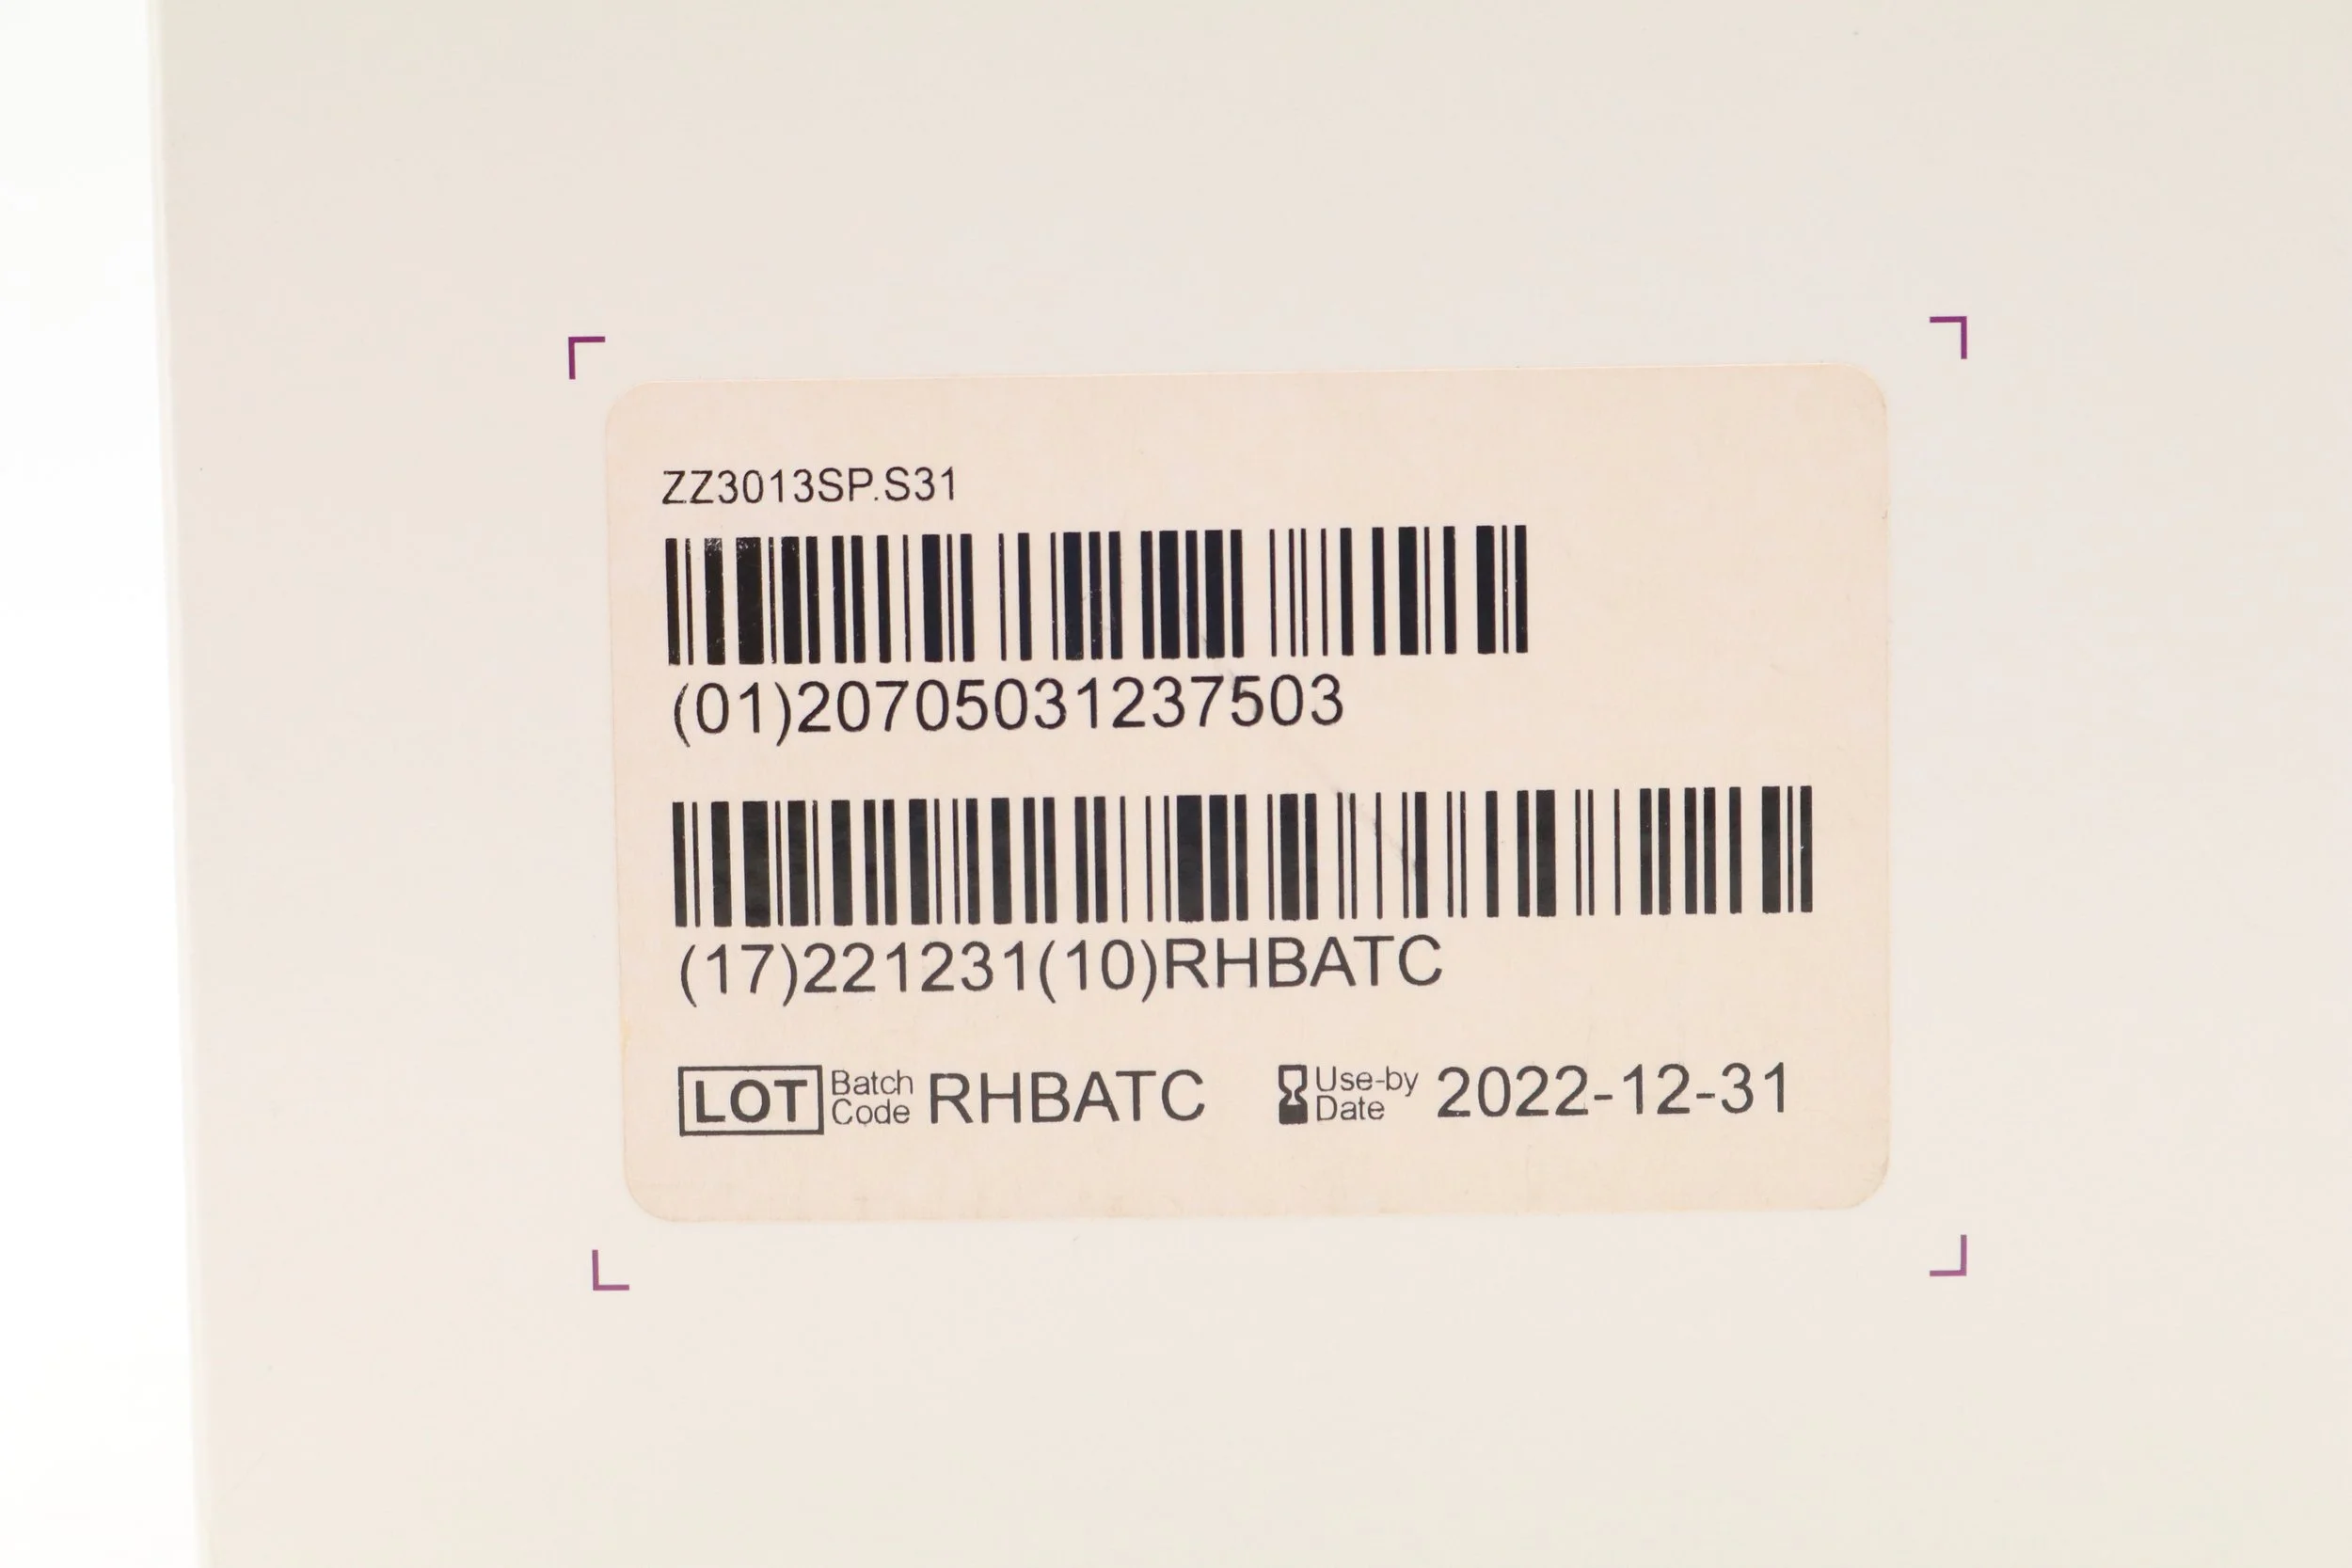 ZZ3013SP.S31
(01)20705031237503
(17)221231(10)RHBATC
LOT Batch Code RHBATC Use-by Date 2022-12-31